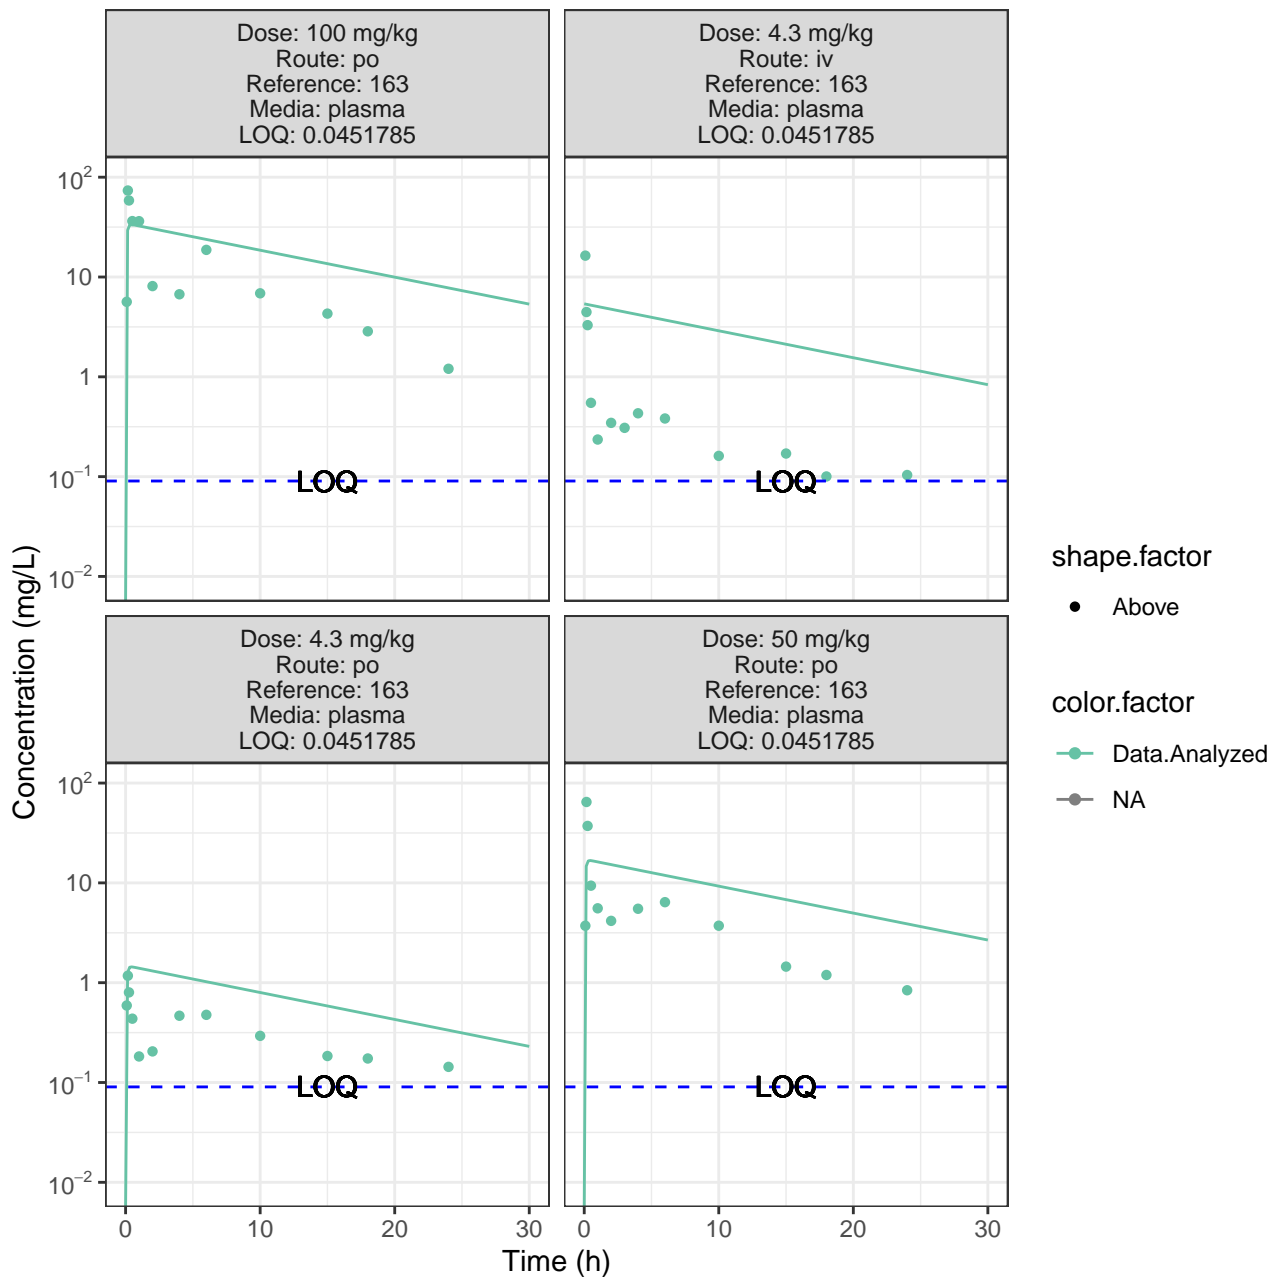 Dose: 100 mg/kg
Route: po
Reference: 163
Media: plasma
LOQ: 0.0451785
Dose: 4.3 mg/kg
Route: iv
Reference: 163
Media: plasma
LOQ: 0.0451785
10²
10
1
10⁻¹
10⁻²
LOQ
LOQ
Dose: 4.3 mg/kg
Route: po
Reference: 163
Media: plasma
LOQ: 0.0451785
Dose: 50 mg/kg
Route: po
Reference: 163
Media: plasma
LOQ: 0.0451785
10²
10
1
10⁻¹
10⁻²
LOQ
LOQ
0 10 20 30
0 10 20 30
Time (h)
Concentration (mg/L)
shape.factor
Above
color.factor
Data.Analyzed
NA